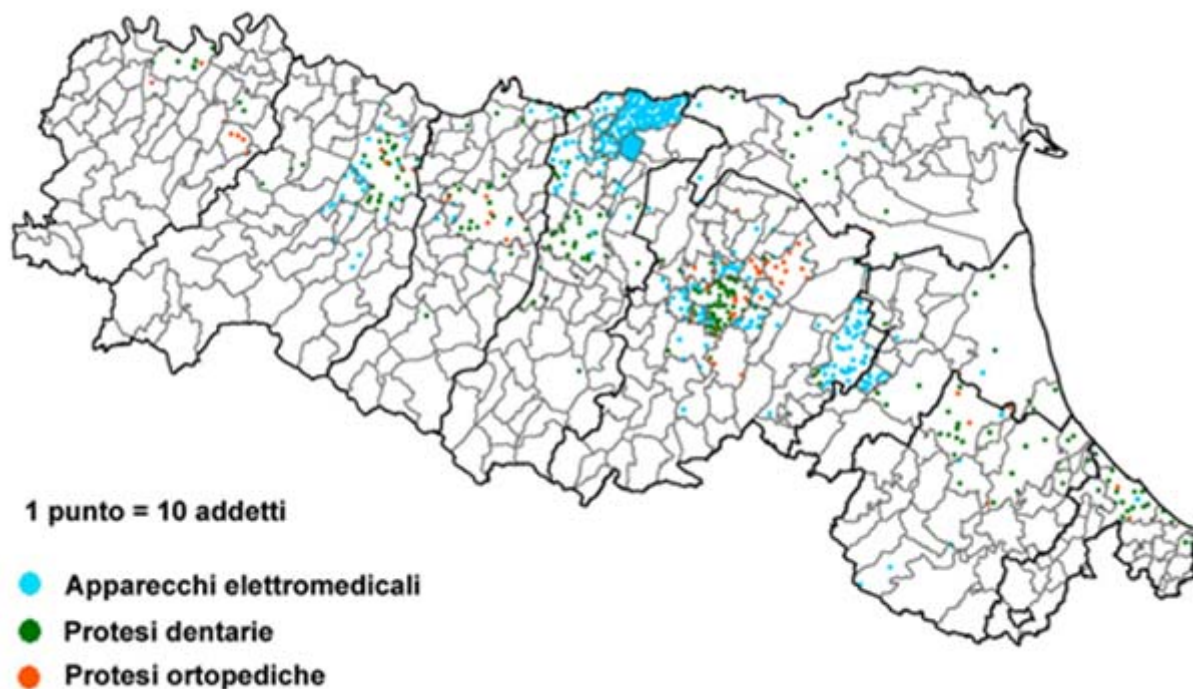 1 punto = 10 addetti
Apparecchi elettromedicali
Protesi dentarie
Protesi ortopediche